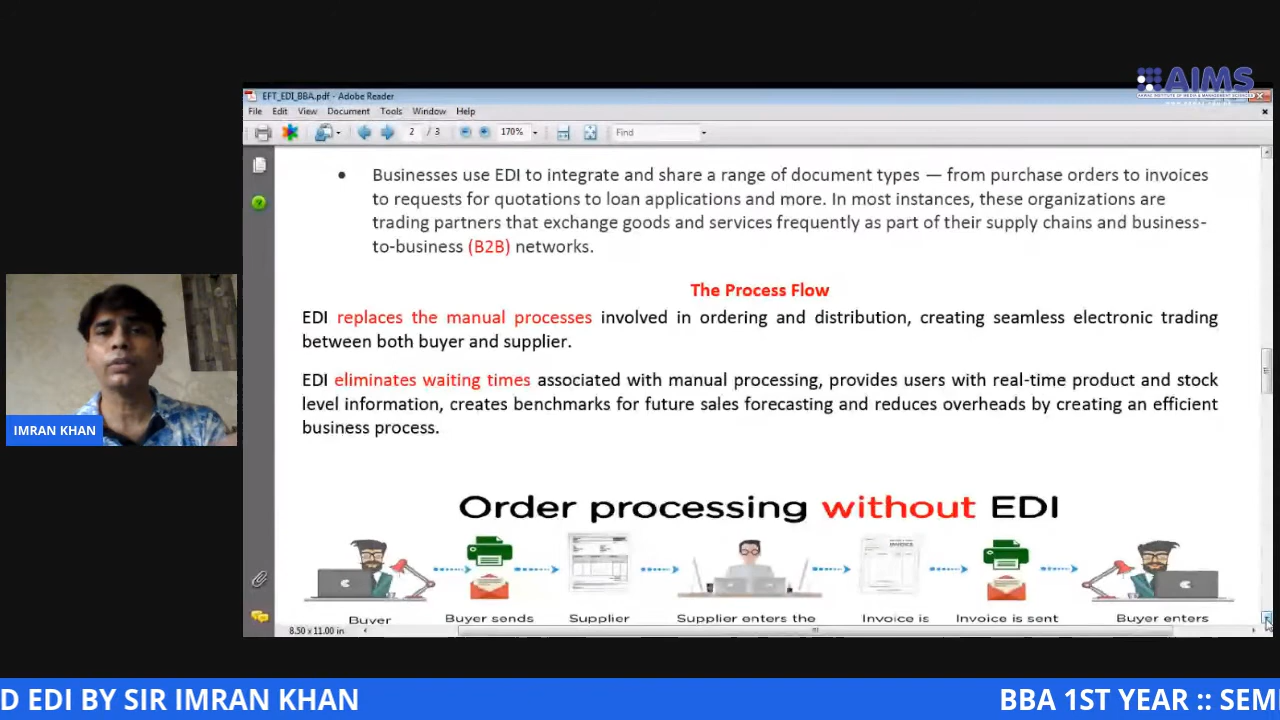 AIMS
EFT_EDI_BBA.pdf - Adobe Reader
File Edit View Document Tools Window Help
2 / 3 170% Find
• Businesses use EDI to integrate and share a range of document types — from purchase orders to invoices
to requests for quotations to loan applications and more. In most instances, these organizations are
trading partners that exchange goods and services frequently as part of their supply chains and business-
to-business (B2B) networks.
The Process Flow
EDI replaces the manual processes involved in ordering and distribution, creating seamless electronic trading
between both buyer and supplier.
EDI eliminates waiting times associated with manual processing, provides users with real-time product and stock
level information, creates benchmarks for future sales forecasting and reduces overheads by creating an efficient
business process.
Order processing without EDI
INVOICE
Buyer Buyer sends Supplier Supplier enters the Invoice is Invoice is sent Buyer enters
8.50 x 11.00 in
IMRAN KHAN
D EDI BY SIR IMRAN KHAN
BBA 1ST YEAR :: SEM